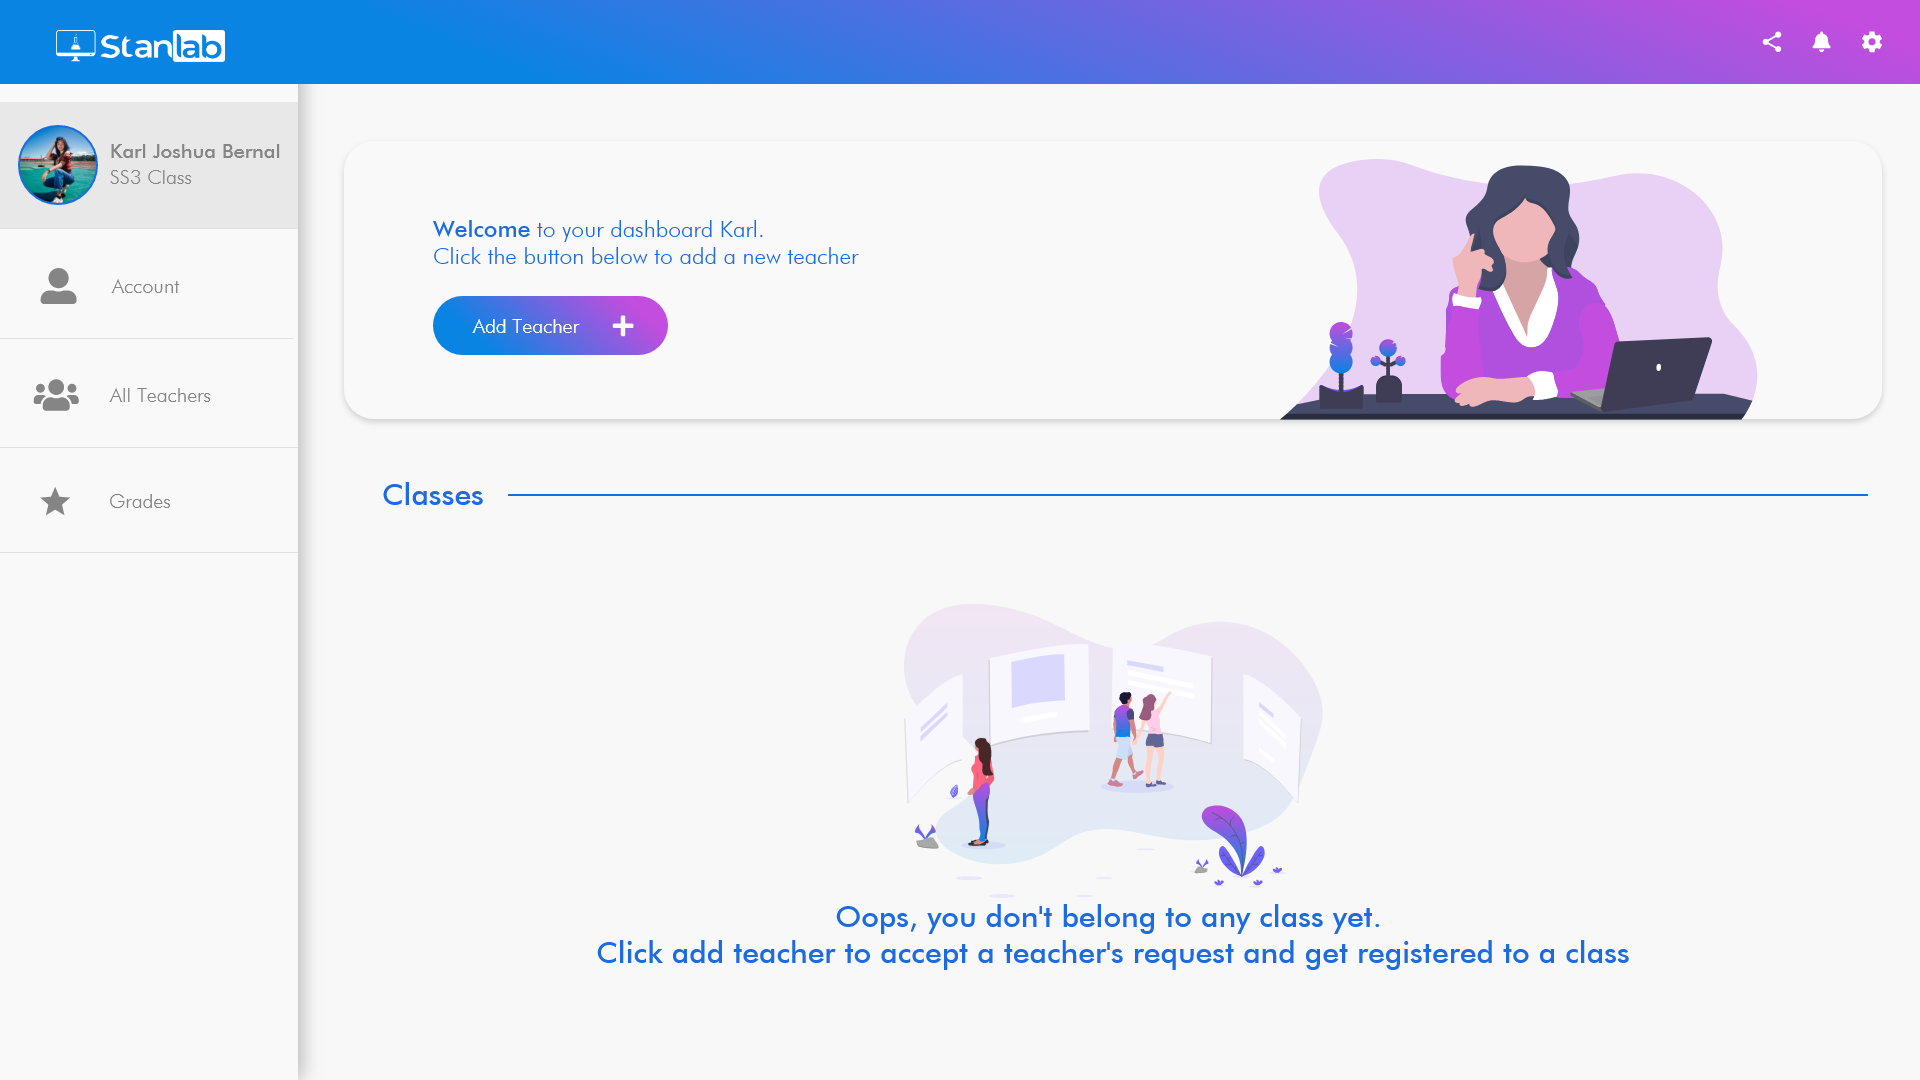 Stanlab
Karl Joshua Bernal
SS3 Class
Account
All Teachers
Grades
Welcome to your dashboard Karl.
Click the button below to add a new teacher
Add Teacher
Classes
Oops, you don't belong to any class yet.
Click add teacher to accept a teacher's request and get registered to a class